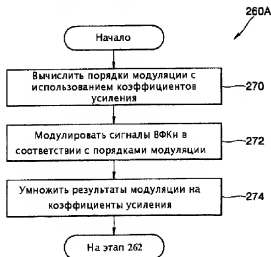 260A
Начало
Вычислить порядки модуляции с
использованием коэффициентов
усиления
270
Модулировать сигналы ВФКн в
соответствии с порядками модуляции
272
Умножить результаты модуляции на
коэффициенты усиления
274
На этап 262